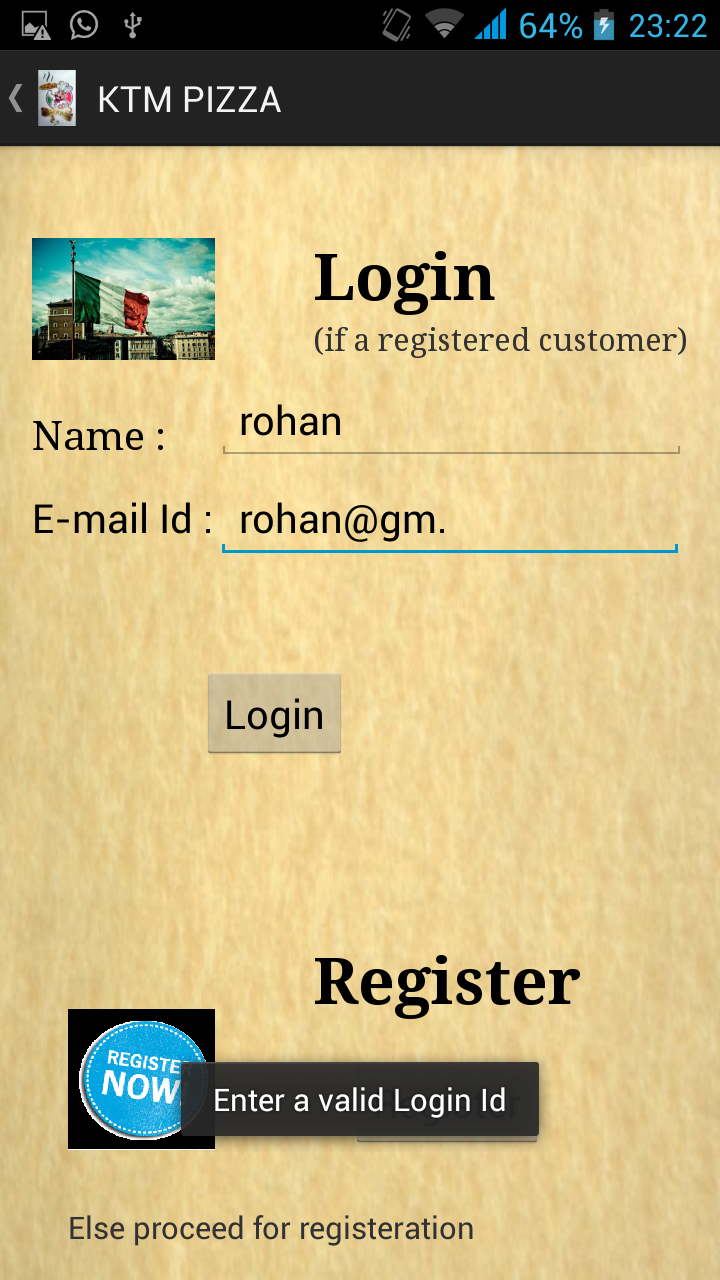 64% 23:22
KTM PIZZA
Login
(if a registered customer)
Name : rohan
E-mail Id : rohan@gm.
Login
Register
REGISTER
NOW
Enter a valid Login Id
Else proceed for registeration